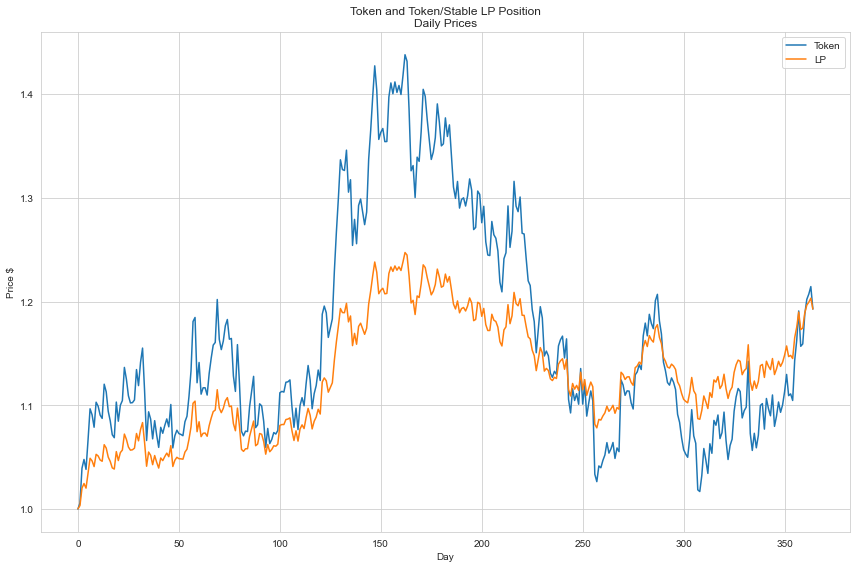 Token and Token/Stable LP Position
Daily Prices
Token
LP
Price $
1.4
1.3
1.2
1.1
1.0
0 50 100 150 200 250 300 350
Day